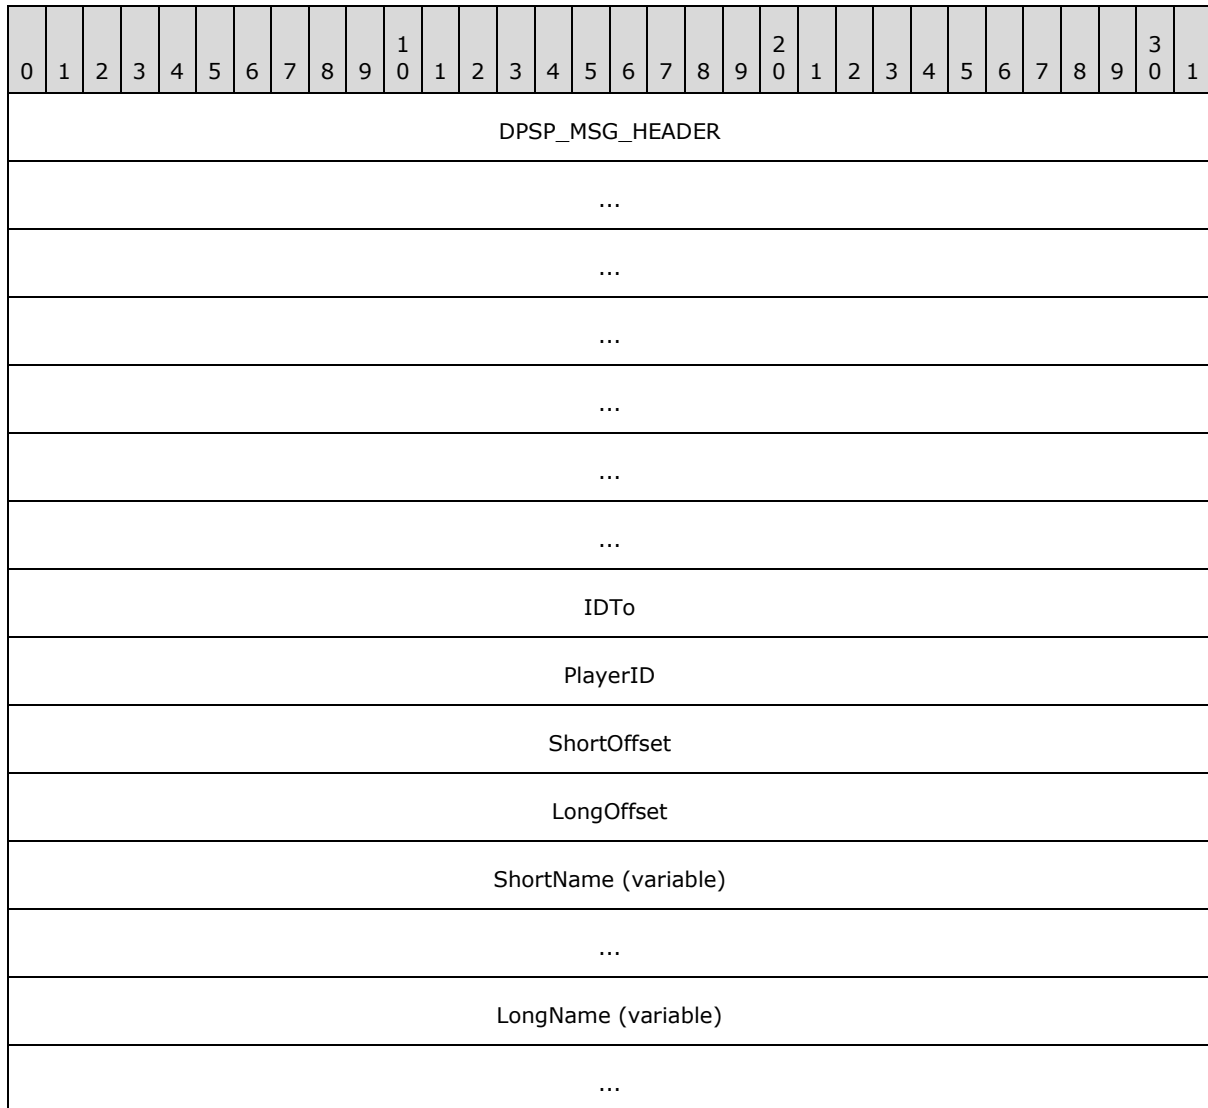 1 2 3
0 1 2 3 4 5 6 7 8 9 0 1 2 3 4 5 6 7 8 9 0 1 2 3 4 5 6 7 8 9 0 1
DPSP_MSG_HEADER
...
...
...
...
...
...
IDTo
PlayerID
ShortOffset
LongOffset
ShortName (variable)
...
LongName (variable)
...